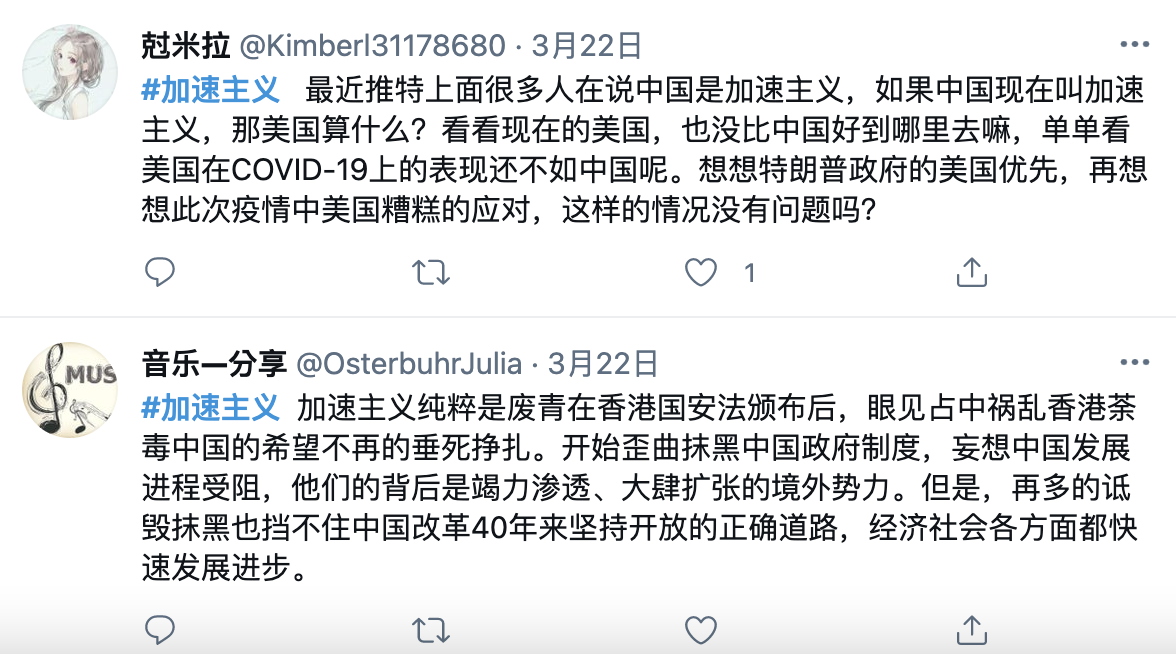 尅米拉 @Kimberl31178680 · 3月22日
#加速主义 最近推特上面很多人在说中国是加速主义，如果中国现在叫加速
主义，那美国算什么？看看现在的美国，也没比中国好到哪里去嘛，单单看
美国在COVID-19上的表现还不如中国呢。想想特朗普政府的美国优先，再想
想此次疫情中美国糟糕的应对，这样的情况没有问题吗？
1
MUS
音乐—分享 @OsterbuhrJulia · 3月22日
#加速主义 加速主义纯粹是废青在香港国安法颁布后，眼见占中祸乱香港荼
毒中国的希望不再的垂死挣扎。开始歪曲抹黑中国政府制度，妄想中国发展
进程受阻，他们的背后是竭力渗透、大肆扩张的境外势力。但是，再多的诋
毁抹黑也挡不住中国改革40年来坚持开放的正确道路，经济社会各方面都快
速发展进步。